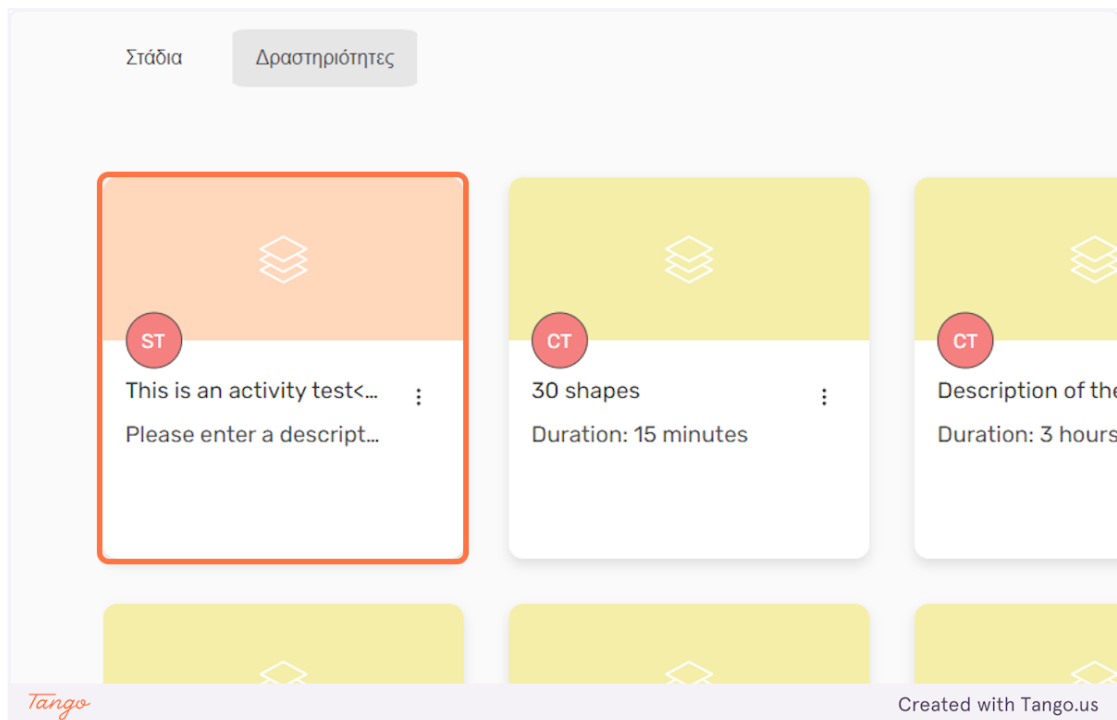 Στάδια
Δραστηριότητες
ST
This is an activity test<...
Please enter a descript...
CT
30 shapes
Duration: 15 minutes
CT
Description of the
Duration: 3 hours
Tango
Created with Tango.us